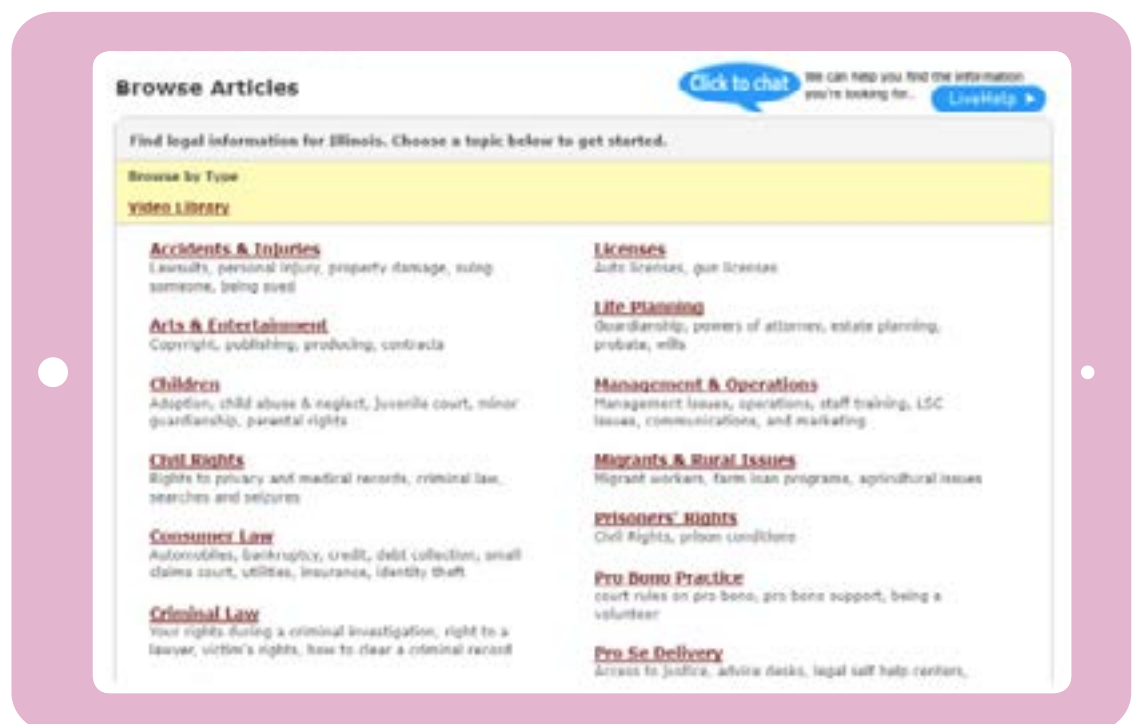 Browse Articles
Click to chat
We can help you find the information
you're looking for..
LiveHelp
Find legal information for Illinois. Choose a topic below to get started.
Browse by Type
Video Library
Accidents & Injuries
Lawsuits, personal injury, property damage, suing
someone, being sued
Arts & Entertainment
Copyright, publishing, producing, contracts
Children
Adoption, child abuse & neglect, juvenile court, minor
guardianship, parental rights
Civil Rights
Rights to privacy and medical records, criminal law,
searches and seizures
Consumer Law
Automobiles, bankruptcy, credit, debt collection, small
claims court, utilities, insurance, identity theft
Criminal Law
Your rights during a criminal investigation, right to a
lawyer, victim's rights, how to clear a criminal record
Licenses
Auto licenses, gun licenses
Life Planning
Guardianship, powers of attorney, estate planning,
probate, wills
Management & Operations
Management issues, operations, staff training, LSC
issues, communications, and marketing
Migrants & Rural Issues
Migrant workers, farm loan programs, agricultural issues
Prisoners' Rights
Civil Rights, prison conditions
Pro Bono Practice
court rules on pro bono, pro bono support, being a
volunteer
Pro Se Delivery
Access to justice, advice desks, legal self help centers,